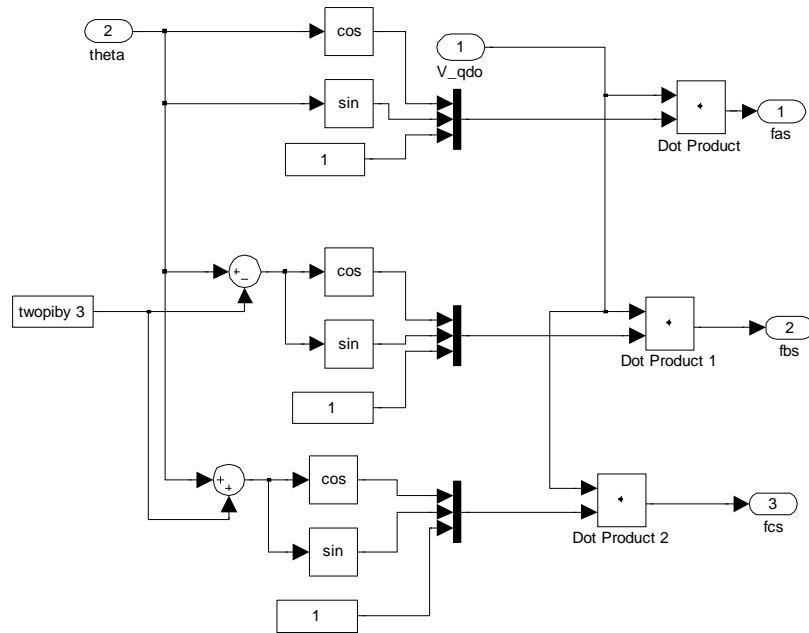 2
theta
cos
1
V_qdo
sin
1
Dot Product
1
fas
+
−
cos
twopiby 3
sin
1
Dot Product 1
2
fbs
+
+
cos
sin
1
Dot Product 2
3
fcs